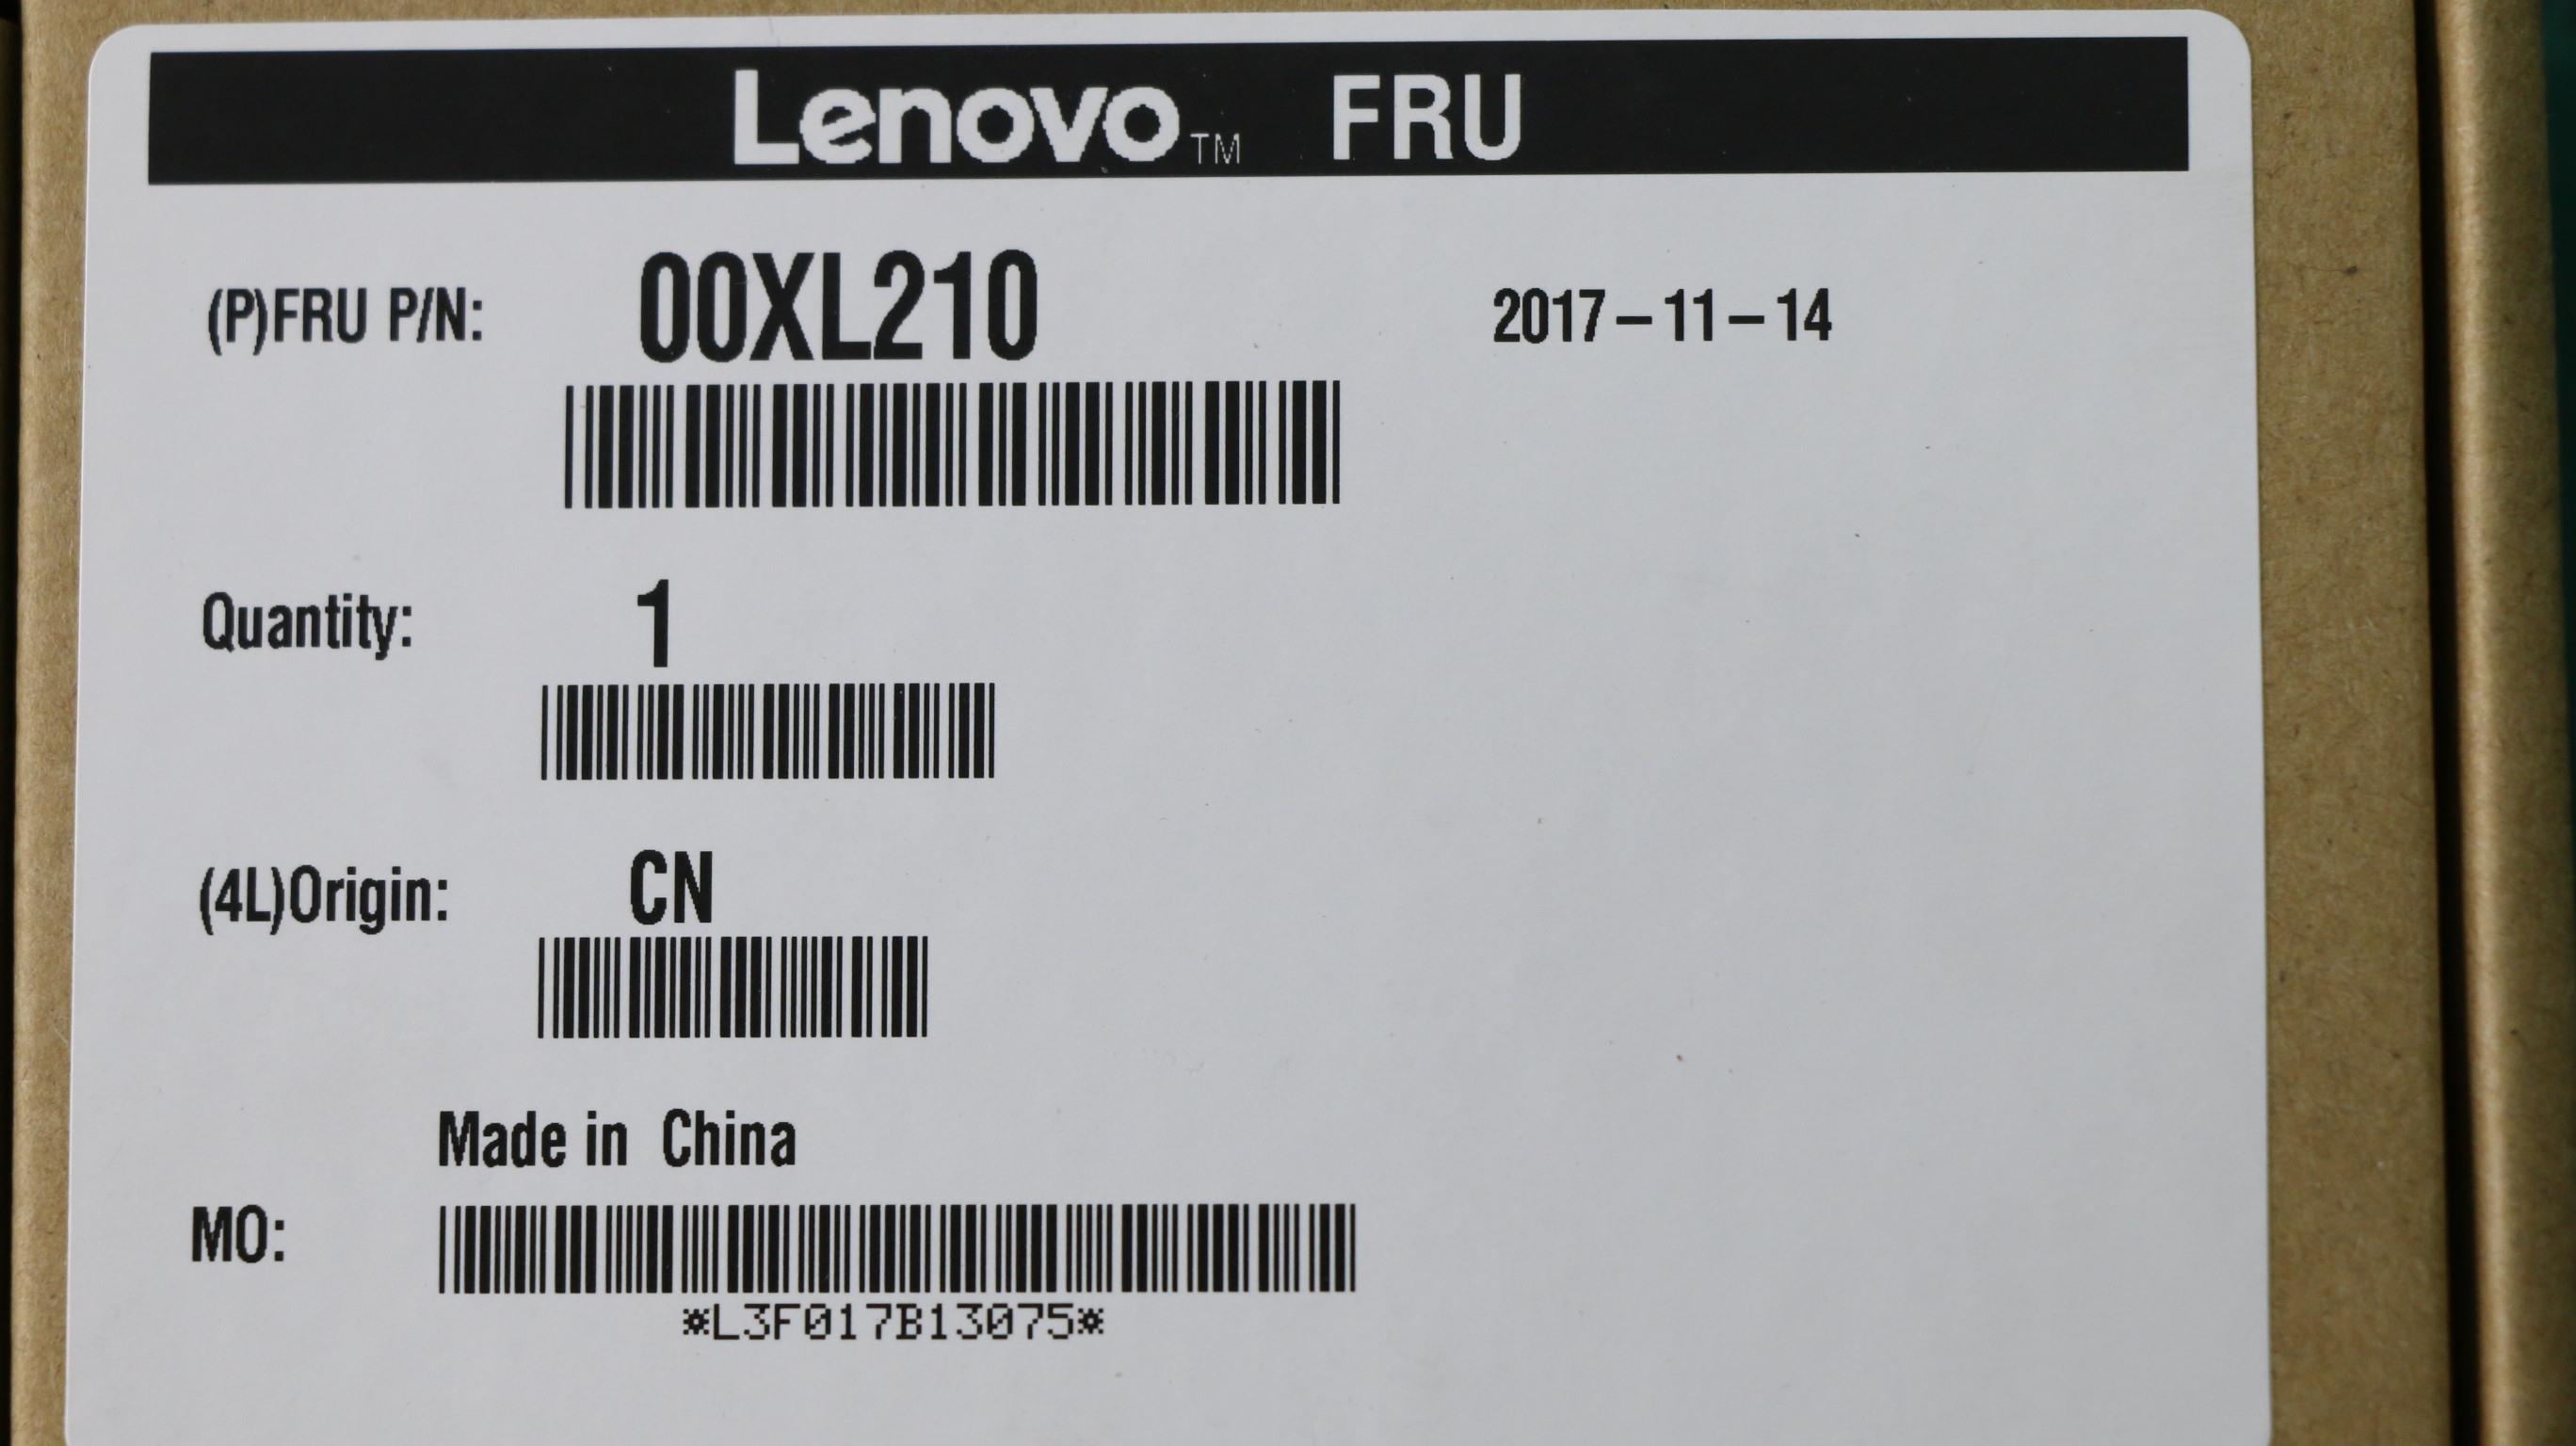 Lenovo™ FRU
(P)FRU P/N: 00XL210 2017-11-14
Quantity: 1
(4L)Origin: CN
Made in China
MO:
*L3F017B13075*